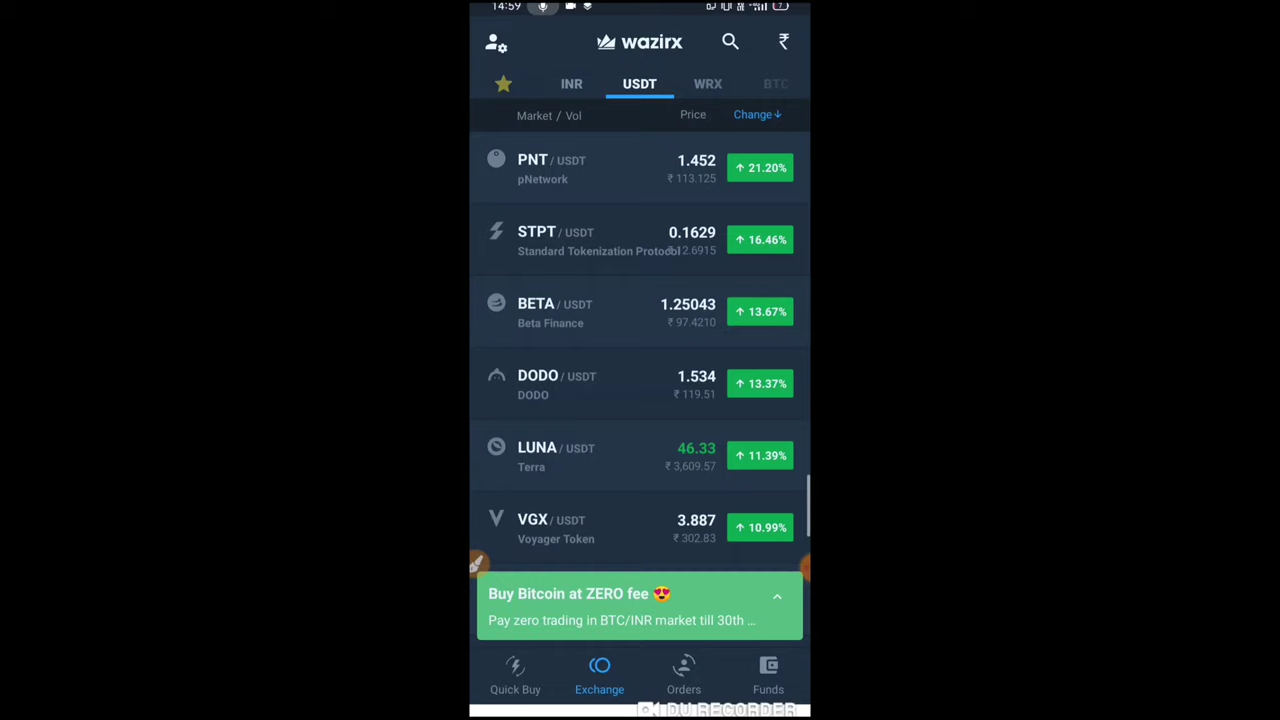 14:59
wazirx
₹
INR USDT WRX BTC
Market / Vol Price Change↓
PNT / USDT 1.452 ↑ 21.20%
pNetwork ₹ 113.125
STPT / USDT 0.1629 ↑ 16.46%
Standard Tokenization Protocol 12.6915
BETA / USDT 1.25043 ↑ 13.67%
Beta Finance ₹ 97.4210
DODO / USDT 1.534 ↑ 13.37%
DODO ₹ 119.51
LUNA / USDT 46.33 ↑ 11.39%
Terra ₹ 3,609.57
VGX / USDT 3.887 ↑ 10.99%
Voyager Token ₹ 302.83
Buy Bitcoin at ZERO fee 😍
Pay zero trading in BTC/INR market till 30th ...
Quick Buy Exchange Orders Funds
DU RECORDER